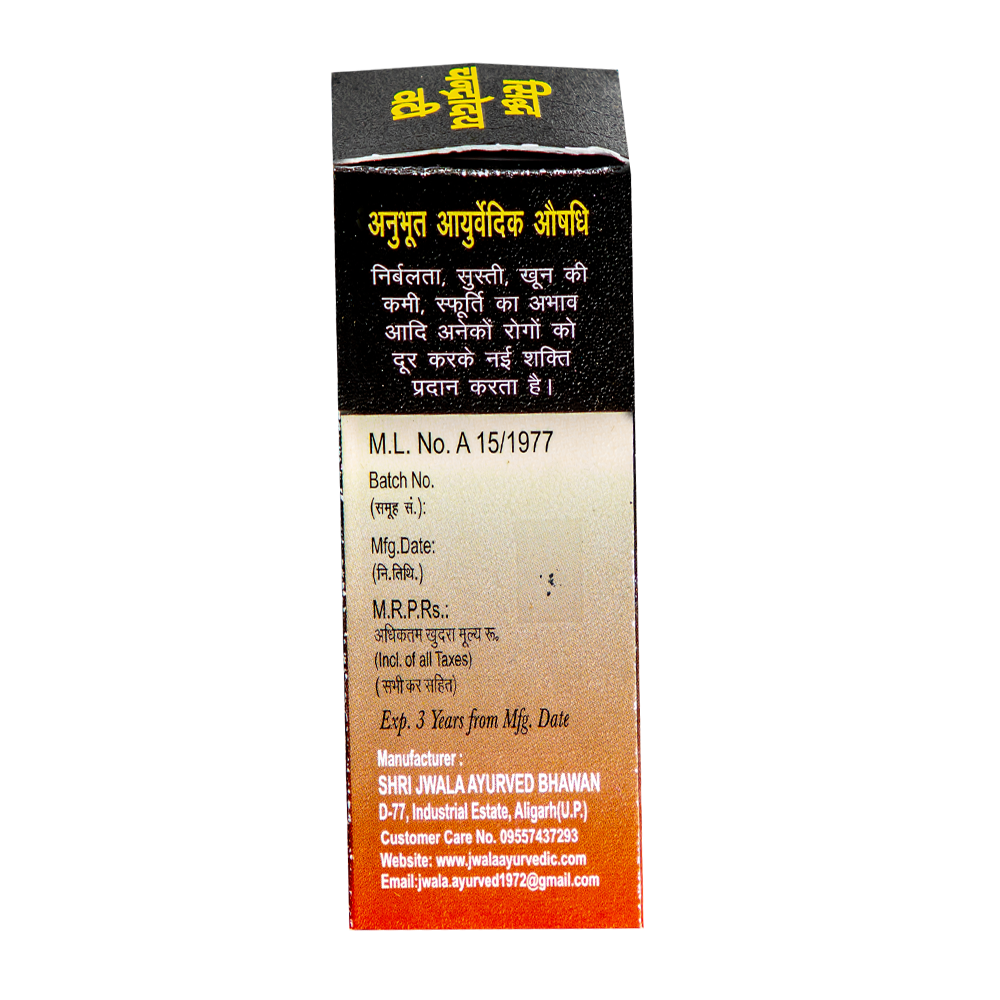 सिद्ध
चन्द्रोदय
वटी
अनुभूत आयुर्वेदिक औषधि
निर्बलता, सुस्ती, खून की
कमी, स्फूर्ति का अभाव
आदि अनेकों रोगों को
दूर करके नई शक्ति
प्रदान करता है।
M.L. No. A 15/1977
Batch No.
(समूह सं.):
Mfg.Date:
(नि.तिथि.)
M.R.P.Rs.:
अधिकतम खुदरा मूल्य रू.
(Incl. of all Taxes)
(सभी कर सहित)
Exp. 3 Years from Mfg. Date
Manufacturer :
SHRI JWALA AYURVED BHAWAN
D-77, Industrial Estate, Aligarh(U.P.)
Customer Care No. 09557437293
Website: www.jwalaayurvedic.com
Email:jwala.ayurved1972@gmail.com